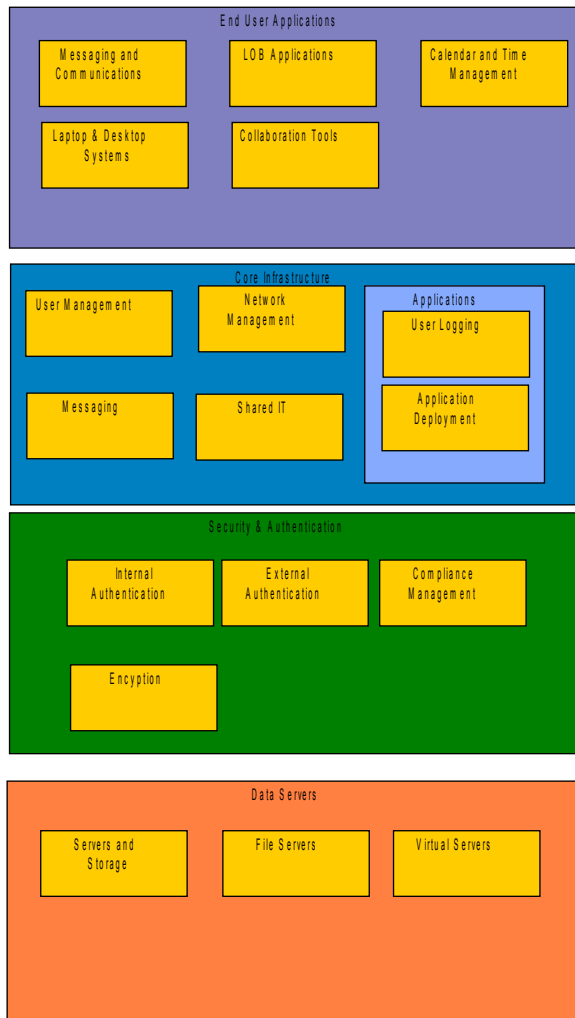 End User Applications
Messaging and
Communications
LOB Applications
Calendar and Time
Management
Laptop & Desktop
Systems
Collaboration Tools
Core Infrastructure
User Management
Network
Management
Applications
User Logging
Messaging
Shared IT
Application
Deployment
Security & Authentication
Internal
Authentication
External
Authentication
Compliance
Management
Encyption
Data Servers
Servers and
Storage
File Servers
Virtual Servers